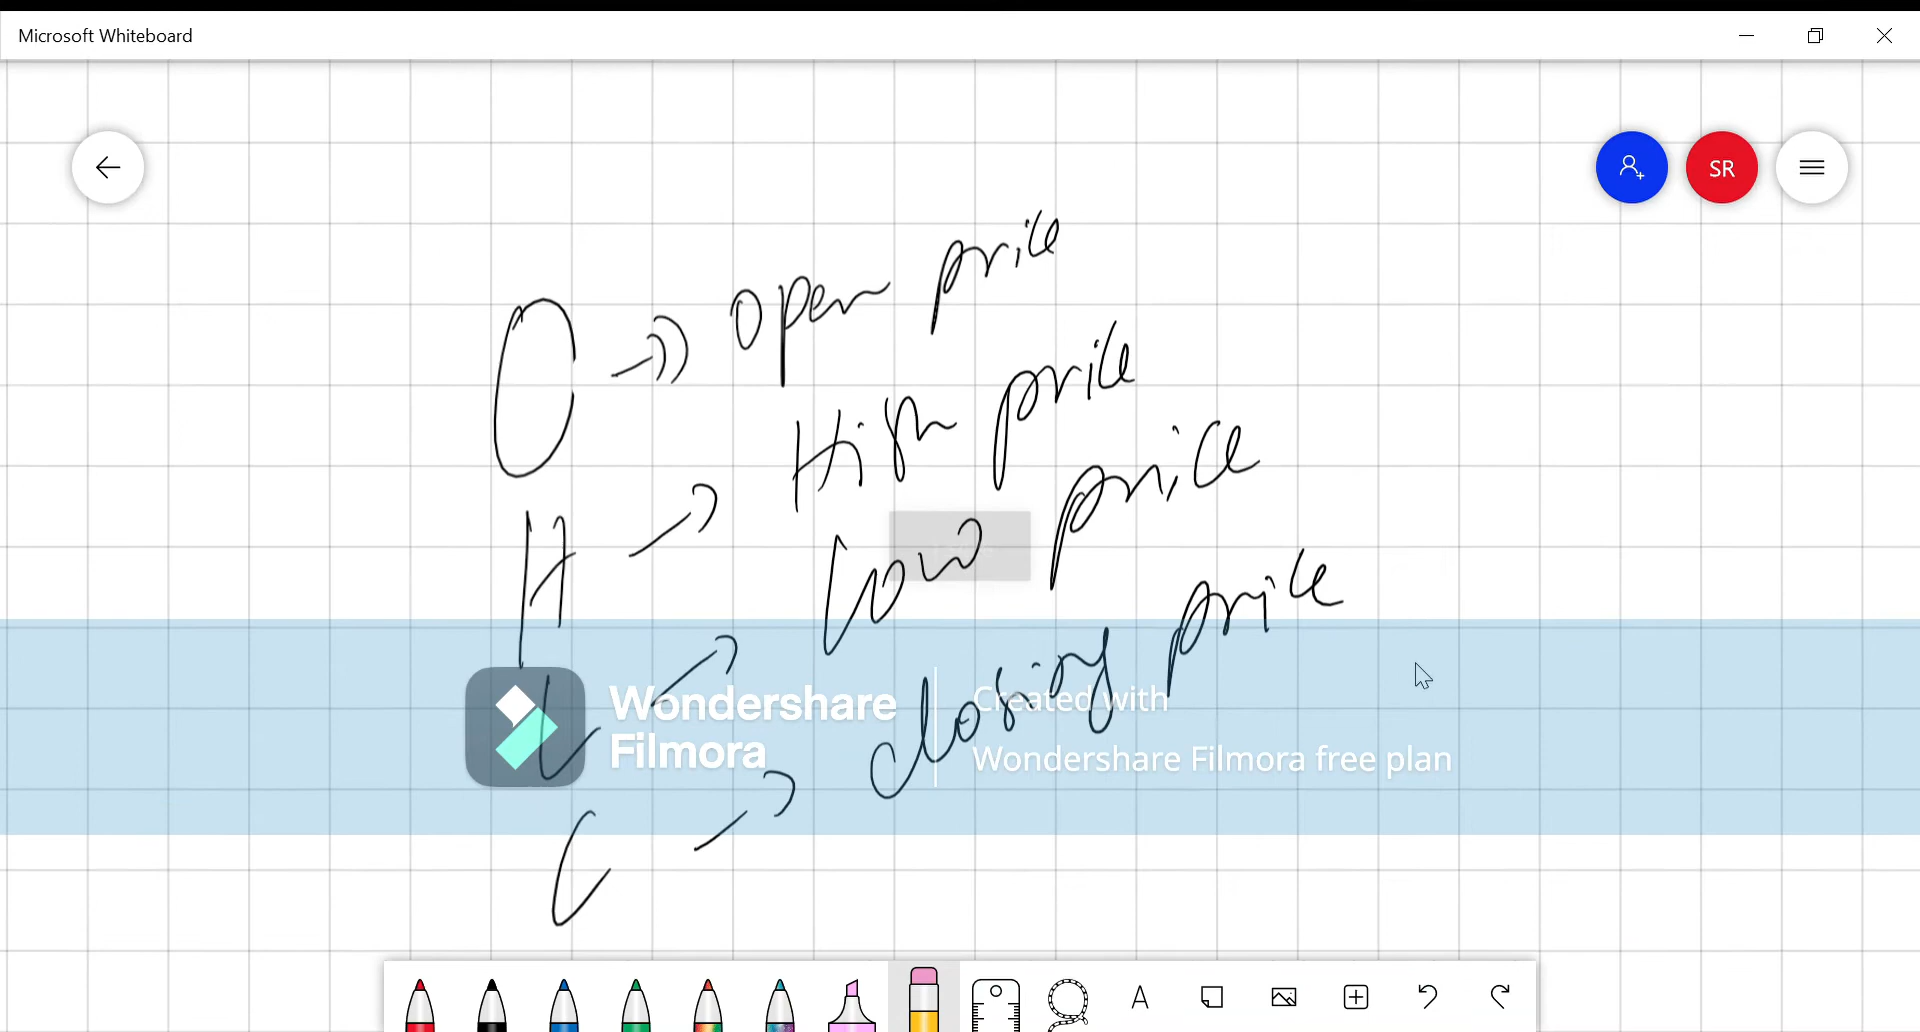 Microsoft Whiteboard
SR
O → Open price
H → High price
L → Low price
C → closing price
Wondershare
Filmora
Created with
Wondershare Filmora free plan
A